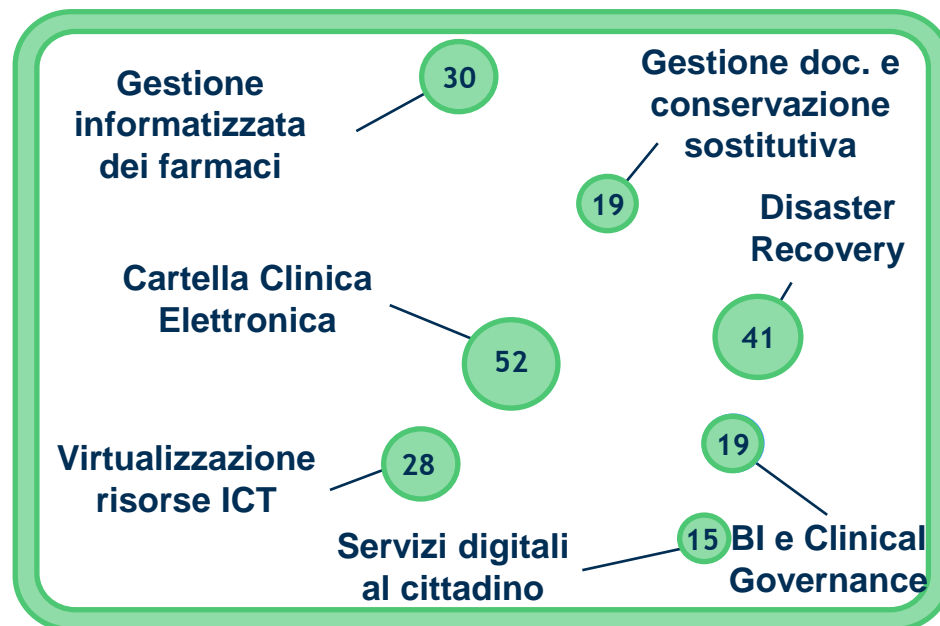 Gestione
informatizzata
dei farmaci
30
Gestione doc. e
conservazione
sostitutiva
19
Disaster
Recovery
41
Cartella Clinica
Elettronica
52
Virtualizzazione
risorse ICT
28
19
BI e Clinical
Governance
Servizi digitali
al cittadino
15